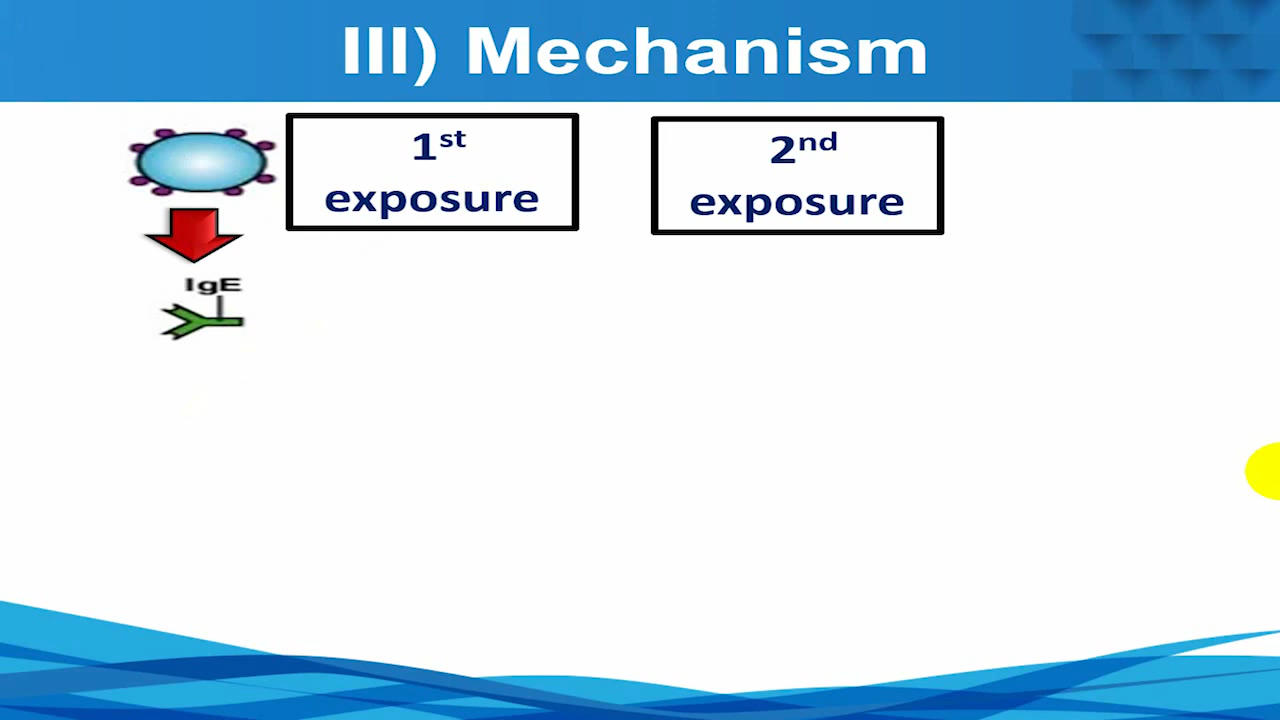 III) Mechanism
1st
exposure
2nd
exposure
IgE